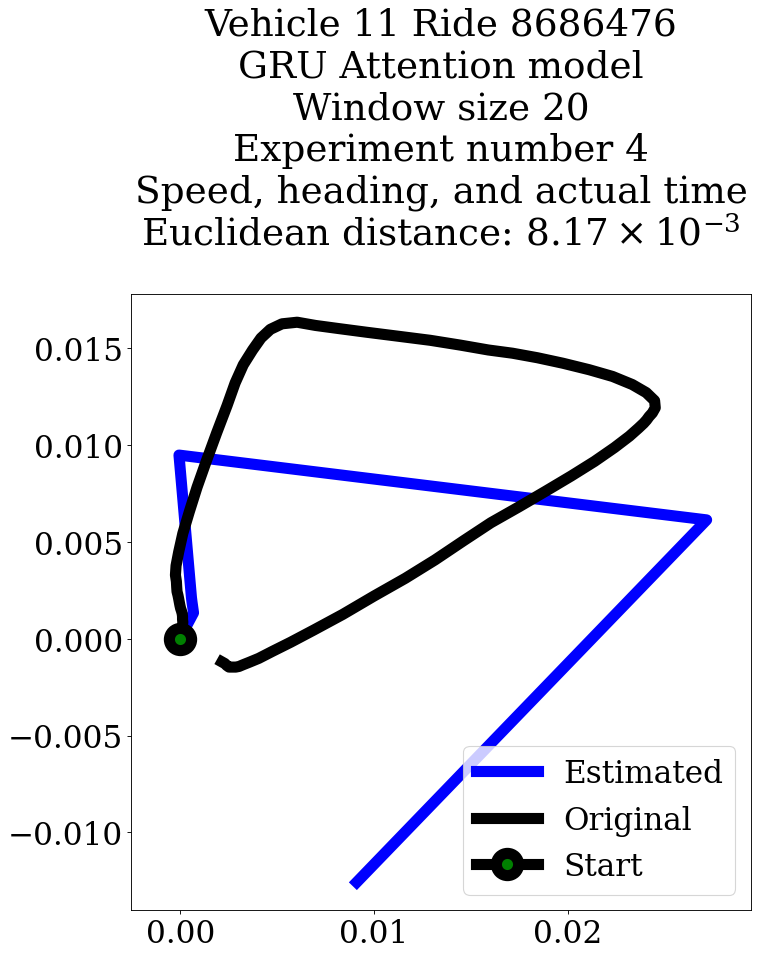 Vehicle 11 Ride 8686476
GRU Attention model
Window size 20
Experiment number 4
Speed, heading, and actual time
Euclidean distance: 8.17 × 10⁻³
0.015
0.010
0.005
0.000
−0.005
−0.010
Estimated
Original
Start
0.00 0.01 0.02